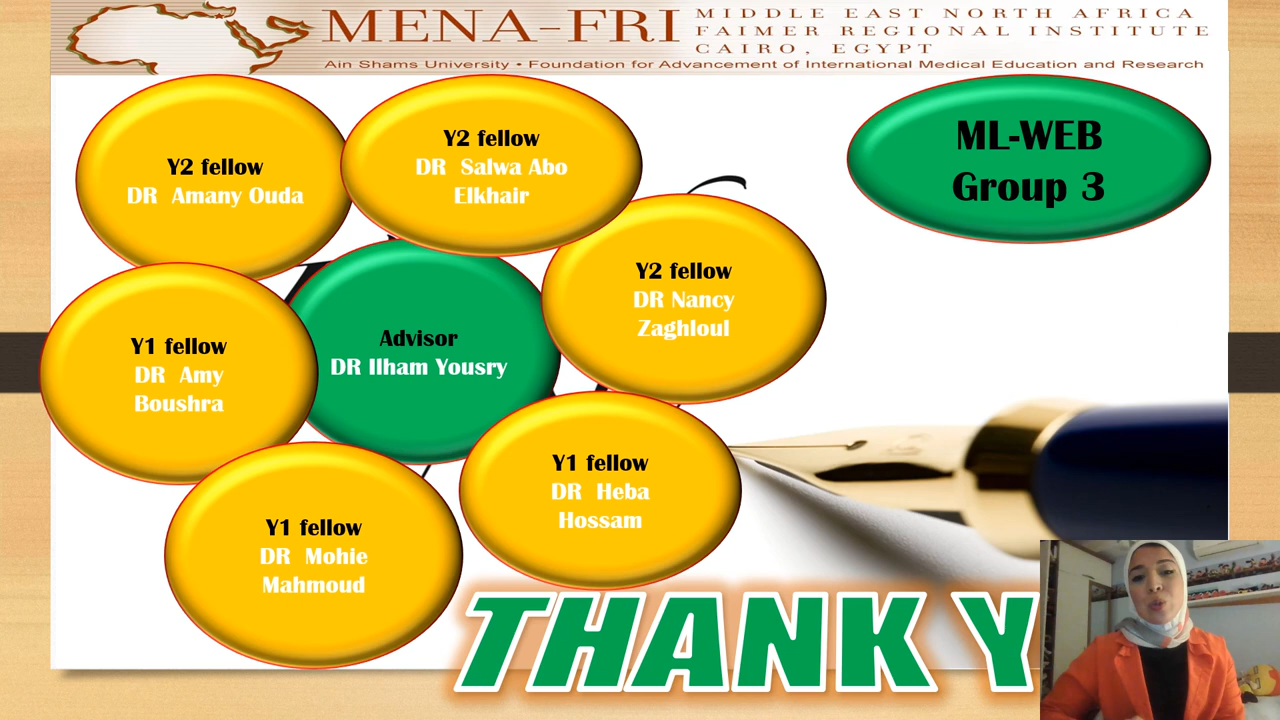 MENA-FRI
MIDDLE EAST NORTH AFRICA
FAIMER REGIONAL INSTITUTE
CAIRO, EGYPT
Ain Shams University • Foundation for Advancement of International Medical Education and Research
ML-WEB
Group 3
Y2 fellow
DR Amany Ouda
Y2 fellow
DR Salwa Abo
Elkhair
Y2 fellow
DR Nancy
Zaghloul
Advisor
DR Ilham Yousry
Y1 fellow
DR Amy
Boushra
Y1 fellow
DR Heba
Hossam
Y1 fellow
DR Mohie
Mahmoud
THANK Y